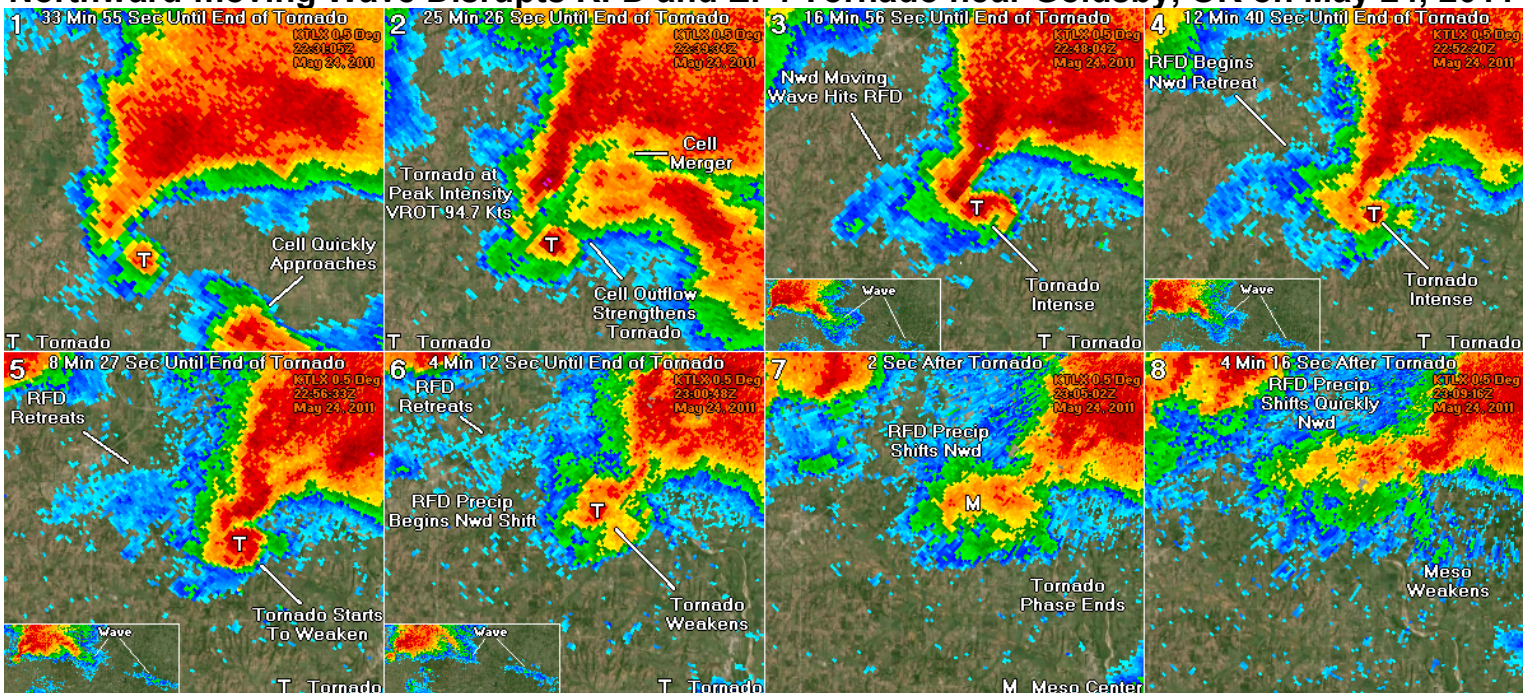 Northward Moving Wave Disrupts RFD and EF4 Tornado near Goldsby, OK on May 24, 2011
1
33 Min 55 Sec Until End of Tornado
KTLX 0.5 Deg
22:31:05Z
May 24, 2011
T
Cell Quickly
Approaches
T Tornado
2
25 Min 26 Sec Until End of Tornado
KTLX 0.5 Deg
22:39:34Z
May 24, 2011
Cell
Merger
Tornado at
Peak Intensity
VROT 94.7 Kts
T
Cell Outflow
Strengthens
Tornado
T Tornado
3
16 Min 56 Sec Until End of Tornado
KTLX 0.5 Deg
22:48:04Z
May 24, 2011
Nwd Moving
Wave Hits RFD
T
Tornado
Intense
Wave
T Tornado
4
12 Min 40 Sec Until End of Tornado
KTLX 0.5 Deg
22:52:20Z
May 24, 2011
RFD Begins
Nwd Retreat
T
Tornado
Intense
Wave
T Tornado
5
8 Min 27 Sec Until End of Tornado
KTLX 0.5 Deg
22:56:33Z
May 24, 2011
RFD
Retreats
T
Tornado Starts
To Weaken
Wave
T Tornado
6
4 Min 12 Sec Until End of Tornado
KTLX 0.5 Deg
23:00:48Z
May 24, 2011
RFD
Retreats
RFD Precip
Begins Nwd Shift
T
Tornado
Weakens
Wave
T Tornado
7
2 Sec After Tornado
KTLX 0.5 Deg
23:05:02Z
May 24, 2011
RFD Precip
Shifts Nwd
M
Tornado
Phase Ends
M Meso Center
8
4 Min 16 Sec After Tornado
KTLX 0.5 Deg
23:09:16Z
May 24, 2011
RFD Precip
Shifts Quickly
Nwd
Meso
Weakens